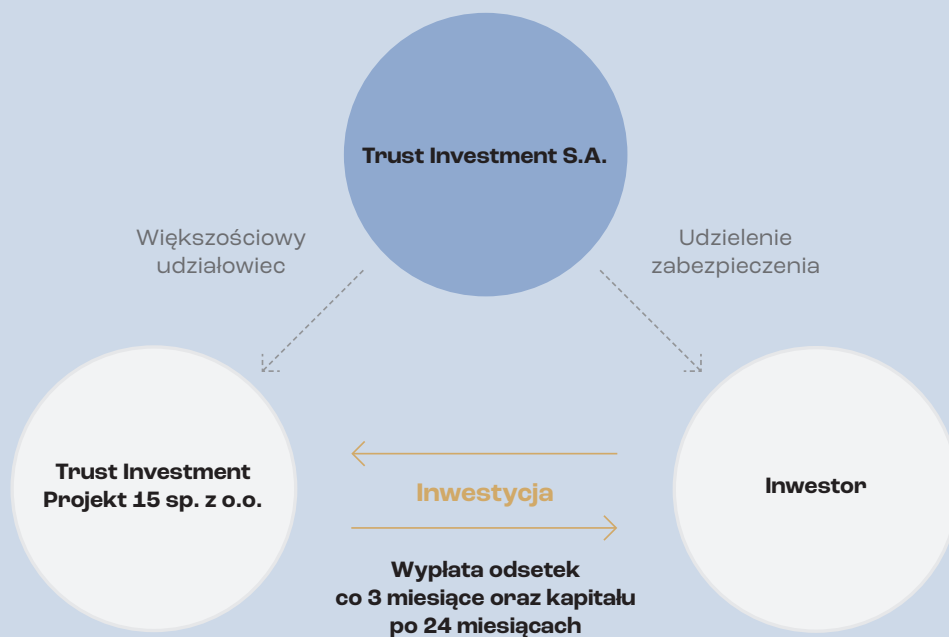 Trust Investment S.A.
Większościowy
udziałowiec
Udzielenie
zabezpieczenia
Trust Investment
Projekt 15 sp. z o.o.
Inwestycja
Wypłata odsetek
co 3 miesiące oraz kapitału
po 24 miesiącach
Inwestor